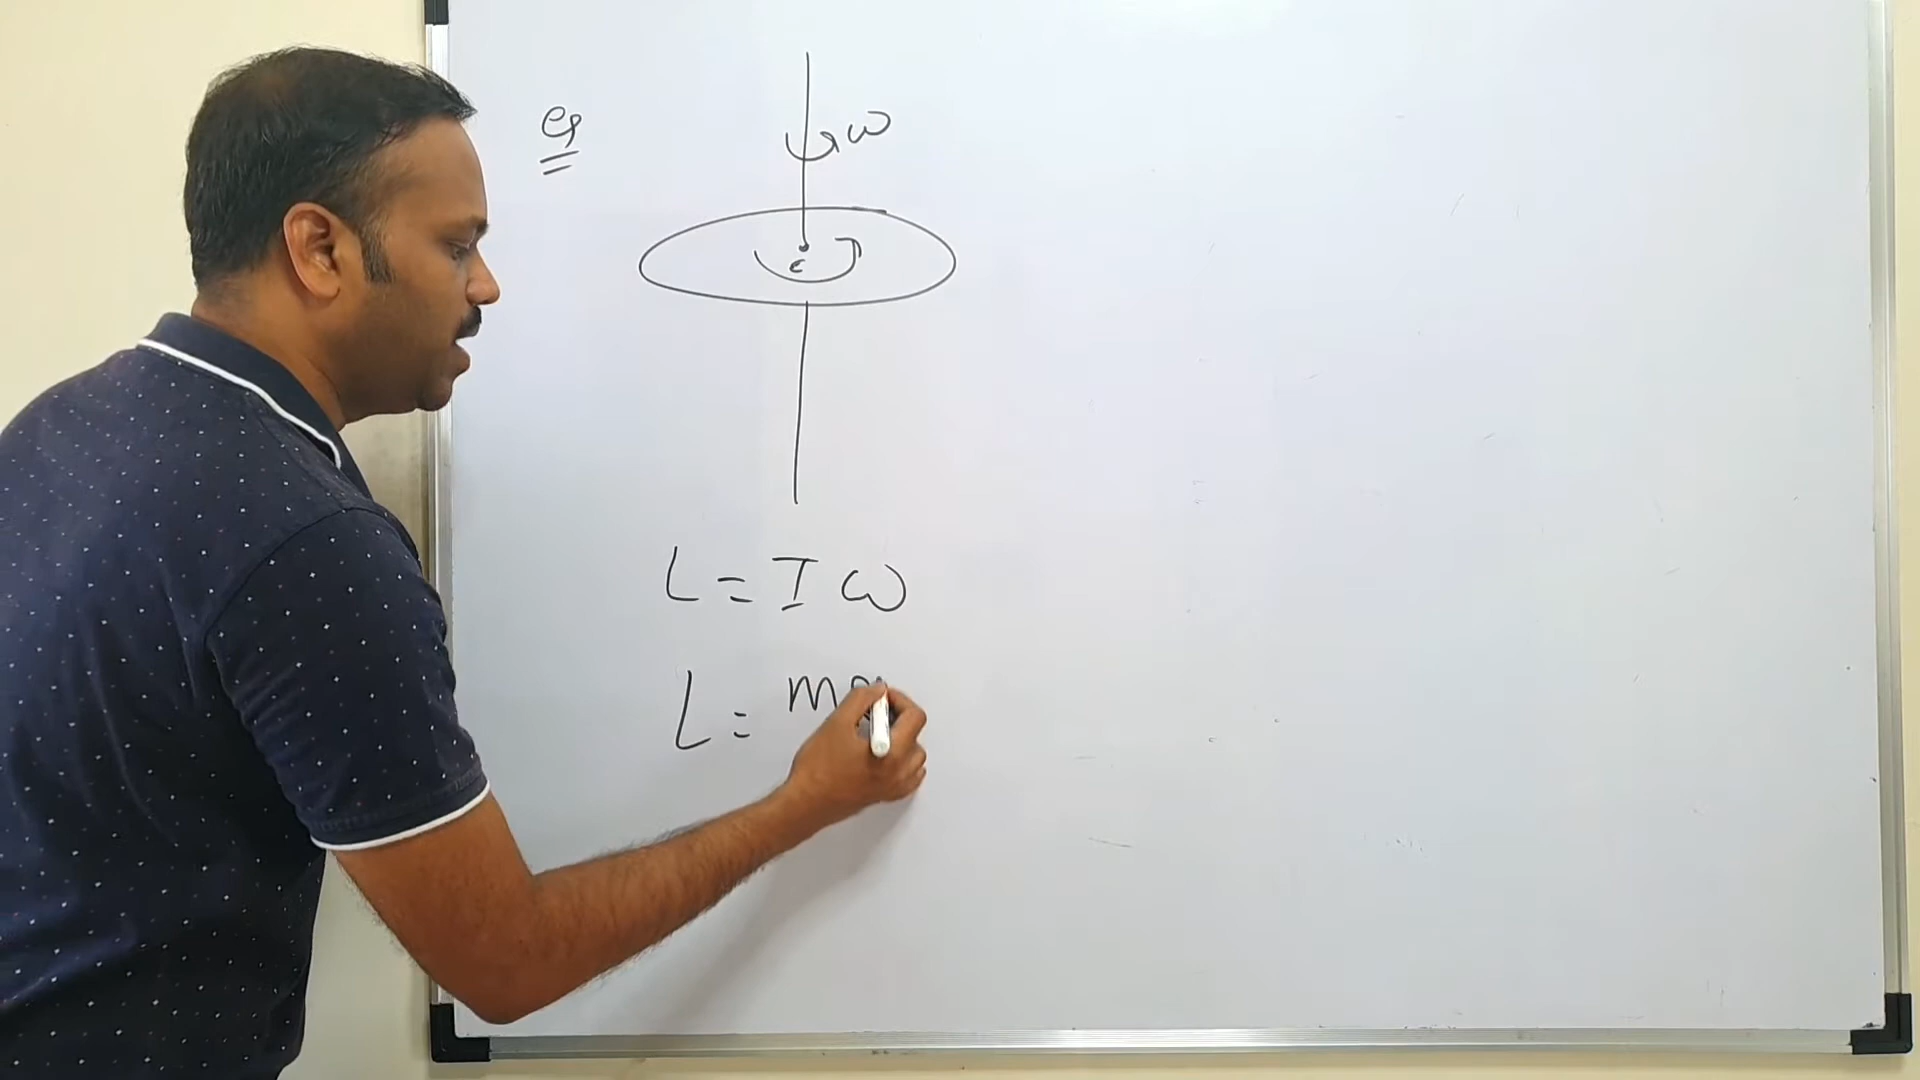 eg
ω
c
L = I ω
L = m